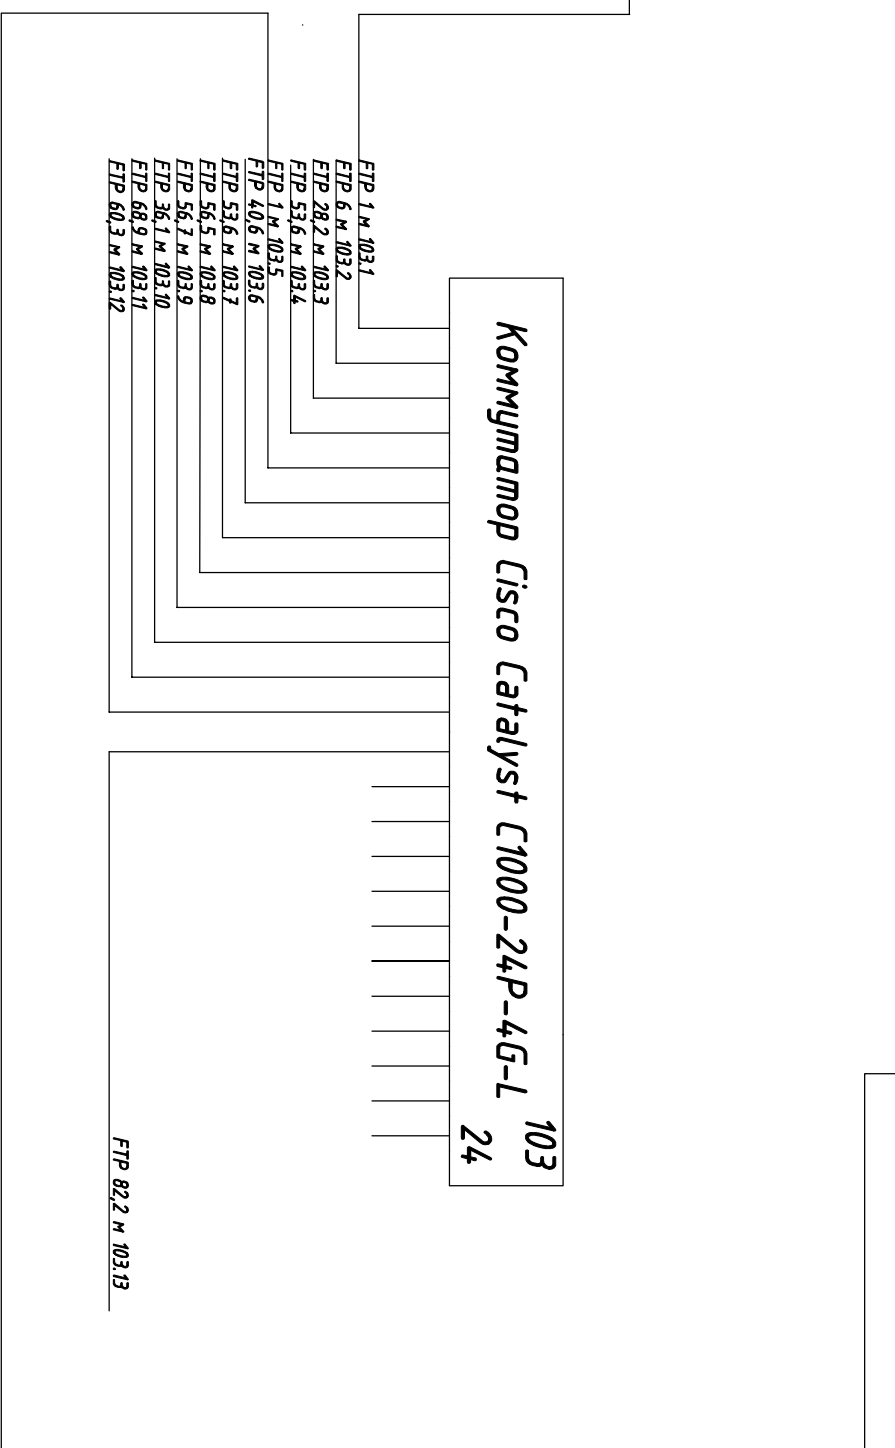 FTP 1 м 103.1
FTP 6 м 103.2
FTP 28,2 м 103.3
FTP 53,6 м 103.4
FTP 1 м 103.5
FTP 40,6 м 103.6
FTP 53,6 м 103.7
FTP 56,5 м 103.8
FTP 56,7 м 103.9
FTP 36,1 м 103.10
FTP 68,9 м 103.11
FTP 60,3 м 103.12
Коммутатор Cisco Catalyst C1000-24P-4G-L
103
24
FTP 82,2 м 103.13